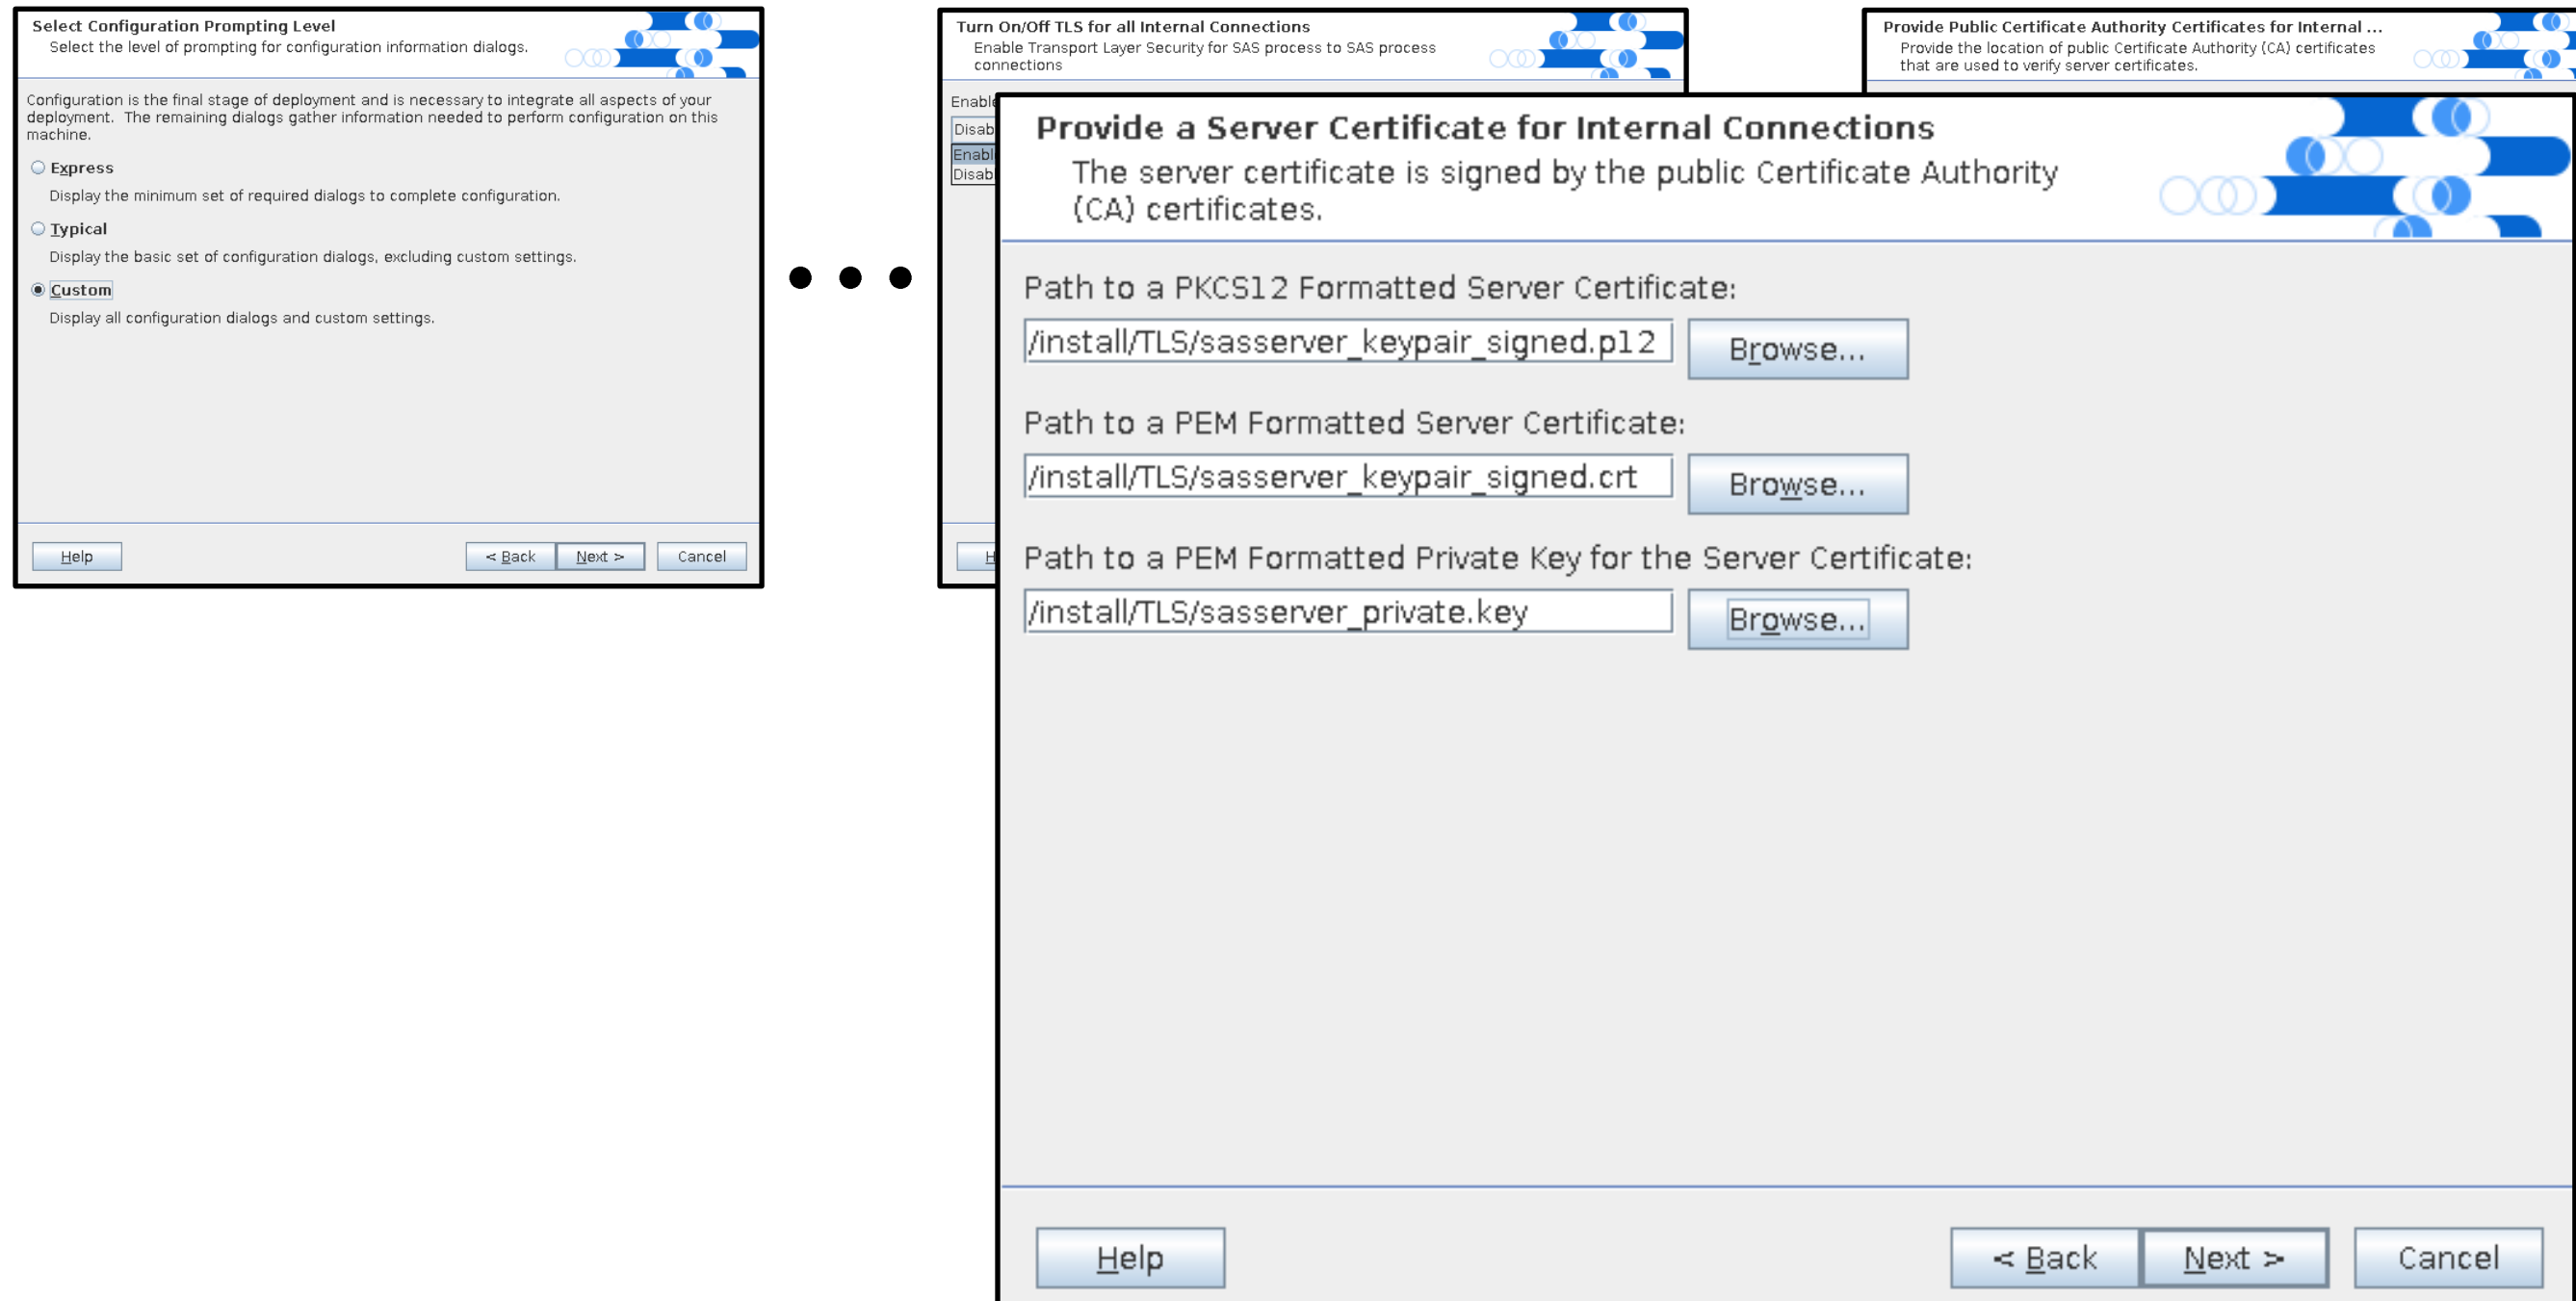 Select Configuration Prompting Level
Select the level of prompting for configuration information dialogs.
Configuration is the final stage of deployment and is necessary to integrate all aspects of your
deployment. The remaining dialogs gather information needed to perform configuration on this
machine.
Express
Display the minimum set of required dialogs to complete configuration.
Typical
Display the basic set of configuration dialogs, excluding custom settings.
Custom
Display all configuration dialogs and custom settings.
Help
< Back
Next >
Cancel
Turn On/Off TLS for all Internal Connections
Enable Transport Layer Security for SAS process to SAS process
connections
Provide Public Certificate Authority Certificates for Internal ...
Provide the location of public Certificate Authority (CA) certificates
that are used to verify server certificates.
Provide a Server Certificate for Internal Connections
The server certificate is signed by the public Certificate Authority
(CA) certificates.
Path to a PKCS12 Formatted Server Certificate:
/install/TLS/sasserver_keypair_signed.p12
Browse...
Path to a PEM Formatted Server Certificate:
/install/TLS/sasserver_keypair_signed.crt
Browse...
Path to a PEM Formatted Private Key for the Server Certificate:
/install/TLS/sasserver_private.key
Browse...
Help
< Back
Next >
Cancel